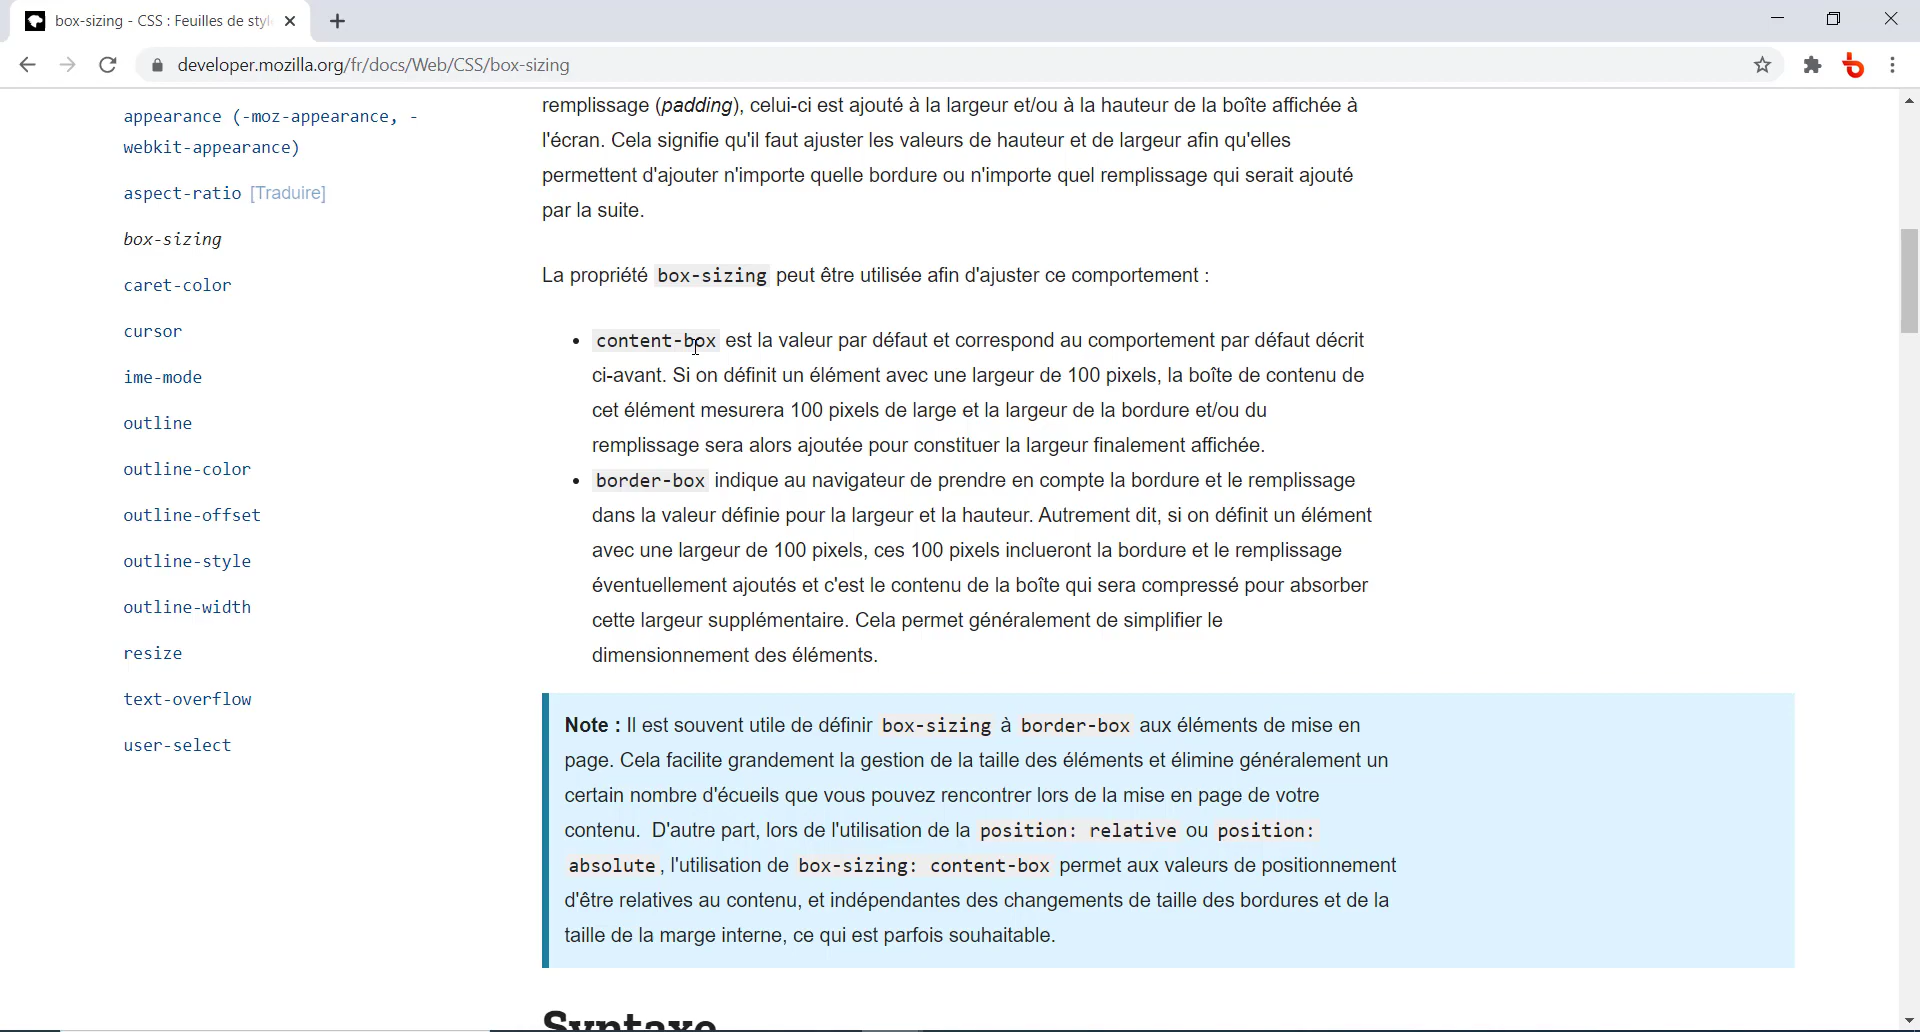 box-sizing - CSS : Feuilles de styl
developer.mozilla.org/fr/docs/Web/CSS/box-sizing
appearance (-moz-appearance, -
webkit-appearance)
aspect-ratio [Traduire]
box-sizing
caret-color
cursor
ime-mode
outline
outline-color
outline-offset
outline-style
outline-width
resize
text-overflow
user-select
remplissage (padding), celui-ci est ajouté à la largeur et/ou à la hauteur de la boîte affichée à
l'écran. Cela signifie qu'il faut ajuster les valeurs de hauteur et de largeur afin qu'elles
permettent d'ajouter n'importe quelle bordure ou n'importe quel remplissage qui serait ajouté
par la suite.
La propriété box-sizing peut être utilisée afin d'ajuster ce comportement :
• content-box est la valeur par défaut et correspond au comportement par défaut décrit
ci-avant. Si on définit un élément avec une largeur de 100 pixels, la boîte de contenu de
cet élément mesurera 100 pixels de large et la largeur de la bordure et/ou du
remplissage sera alors ajoutée pour constituer la largeur finalement affichée.
• border-box indique au navigateur de prendre en compte la bordure et le remplissage
dans la valeur définie pour la largeur et la hauteur. Autrement dit, si on définit un élément
avec une largeur de 100 pixels, ces 100 pixels inclueront la bordure et le remplissage
éventuellement ajoutés et c'est le contenu de la boîte qui sera compressé pour absorber
cette largeur supplémentaire. Cela permet généralement de simplifier le
dimensionnement des éléments.
Note : Il est souvent utile de définir box-sizing à border-box aux éléments de mise en
page. Cela facilite grandement la gestion de la taille des éléments et élimine généralement un
certain nombre d'écueils que vous pouvez rencontrer lors de la mise en page de votre
contenu.  D'autre part, lors de l'utilisation de la position: relative ou position:
absolute, l'utilisation de box-sizing: content-box permet aux valeurs de positionnement
d'être relatives au contenu, et indépendantes des changements de taille des bordures et de la
taille de la marge interne, ce qui est parfois souhaitable.
Syntaxe